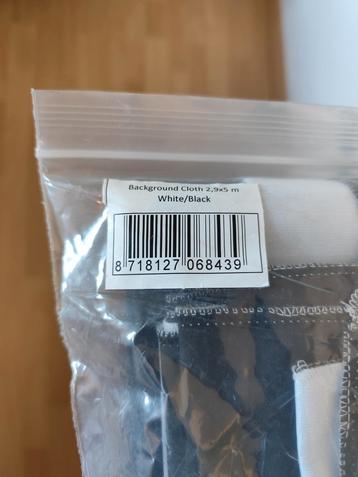 Background Cloth 2,9x5 m
White/Black
8 718127 068439